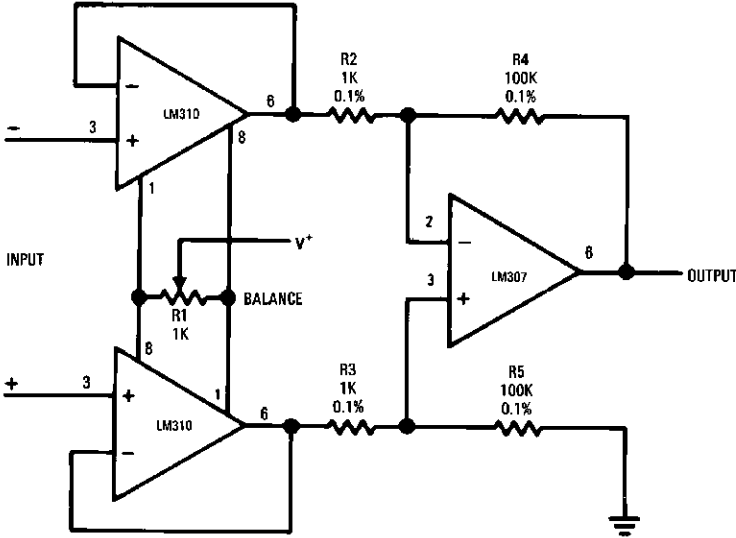 R2
1K
0.1%
R4
100K
0.1%
−
LM310
6
−
3
+
8
1
2
−
6
INPUT
V+
3
LM307
OUTPUT
+
BALANCE
R1
1K
8
R3
1K
0.1%
R5
100K
0.1%
+
3
+
1
6
LM310
−